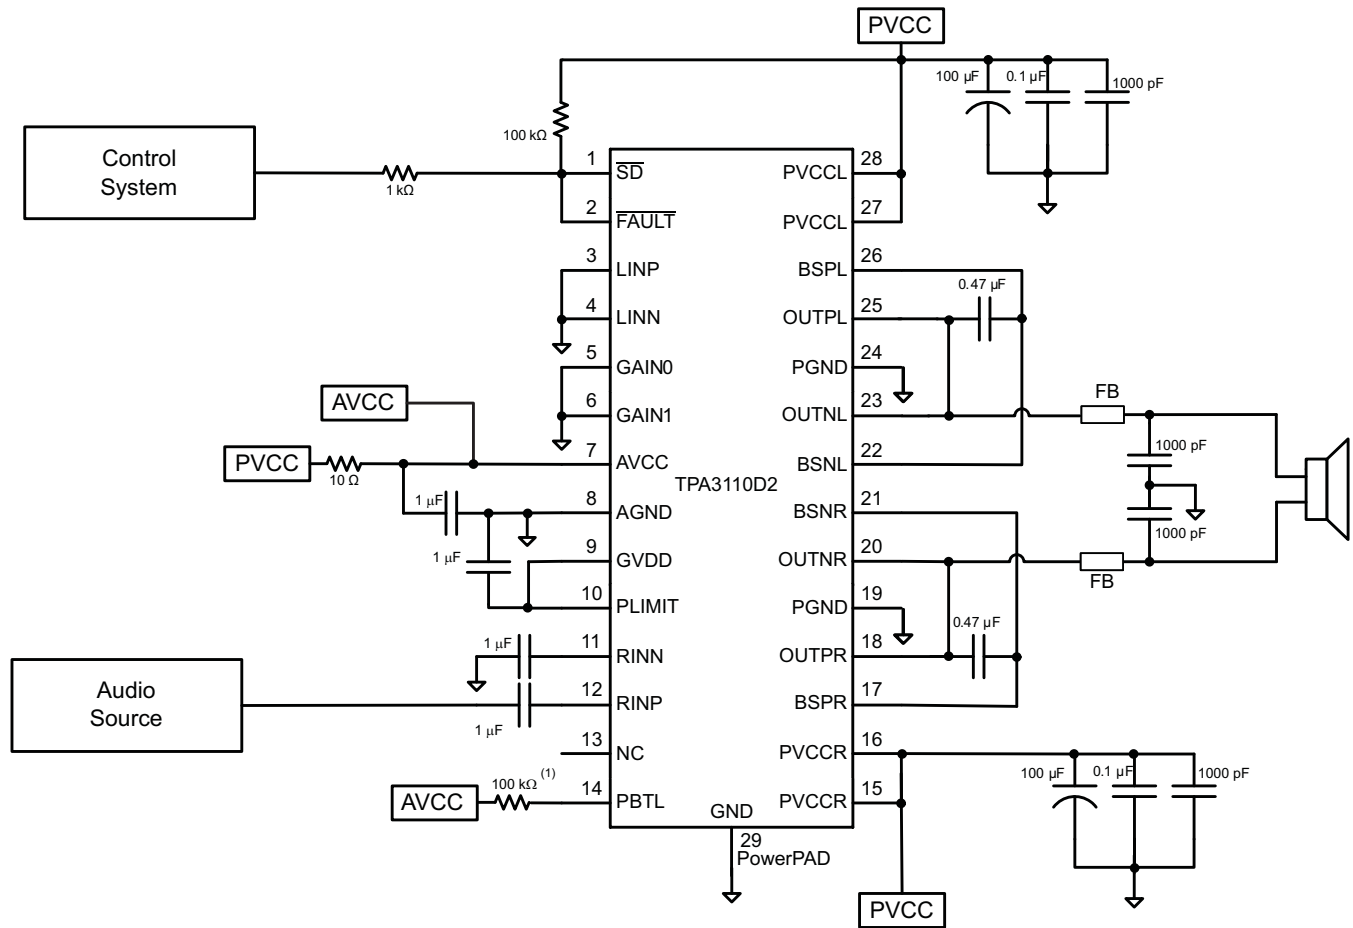 PVCC
100 µF
0.1 µF
1000 pF
100 kΩ
Control
System
1 kΩ
1
SD
2
FAULT
3
LINP
4
LINN
5
GAIN0
6
GAIN1
7
AVCC
8
AGND
9
GVDD
10
PLIMIT
11
RINN
12
RINP
13
NC
14
PBTL
TPA3110D2
28
PVCCL
27
PVCCL
26
BSPL
25
OUTPL
24
PGND
23
OUTNL
22
BSNL
21
BSNR
20
OUTNR
19
PGND
18
OUTPR
17
BSPR
16
PVCCR
15
PVCCR
GND
29
PowerPAD
0.47 µF
FB
1000 pF
1000 pF
FB
0.47 µF
AVCC
PVCC
10 Ω
1 µF
1 µF
1 µF
Audio
Source
1 µF
AVCC
100 kΩ (1)
100 µF
0.1 µF
1000 pF
PVCC